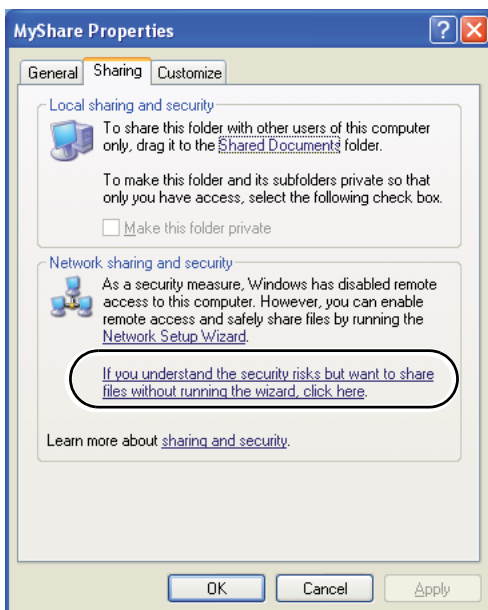 MyShare Properties
General Sharing Customize
Local sharing and security
To share this folder with other users of this computer
only, drag it to the Shared Documents folder.
To make this folder and its subfolders private so that
only you have access, select the following check box.
Make this folder private
Network sharing and security
As a security measure, Windows has disabled remote
access to this computer. However, you can enable
remote access and safely share files by running the
Network Setup Wizard.
If you understand the security risks but want to share
files without running the wizard, click here.
Learn more about sharing and security.
OK Cancel Apply